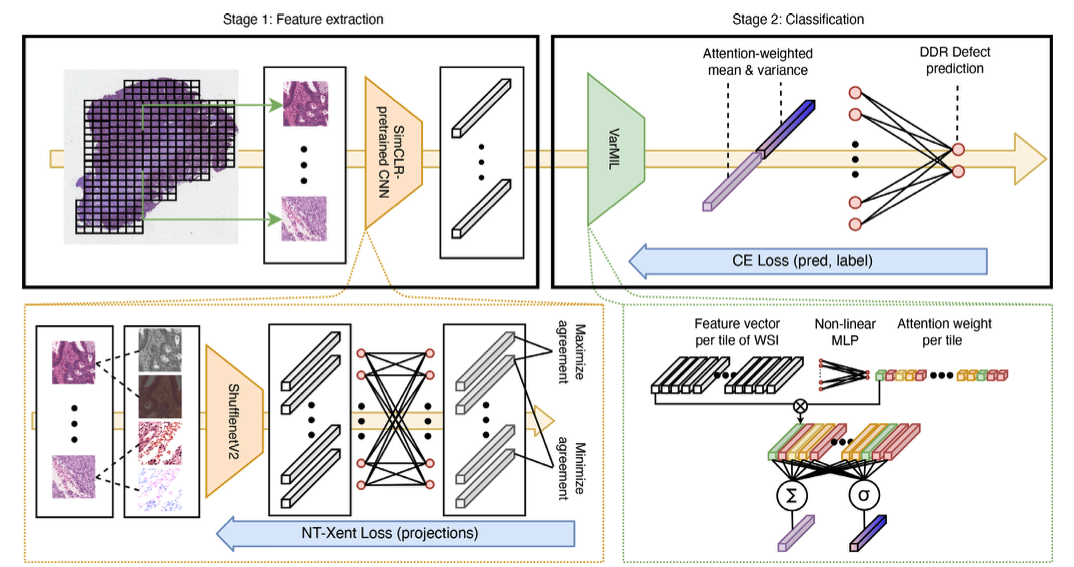 Stage 1: Feature extraction
Stage 2: Classification
SimCLR-
pretrained CNN
VarMIL
Attention-weighted
mean & variance
DDR Defect
prediction
CE Loss (pred, label)
ShufflenetV2
Maximize
agreement
Minimize
agreement
NT-Xent Loss (projections)
Feature vector
per tile of WSI
Non-linear
MLP
Attention weight
per tile
Σ
σ